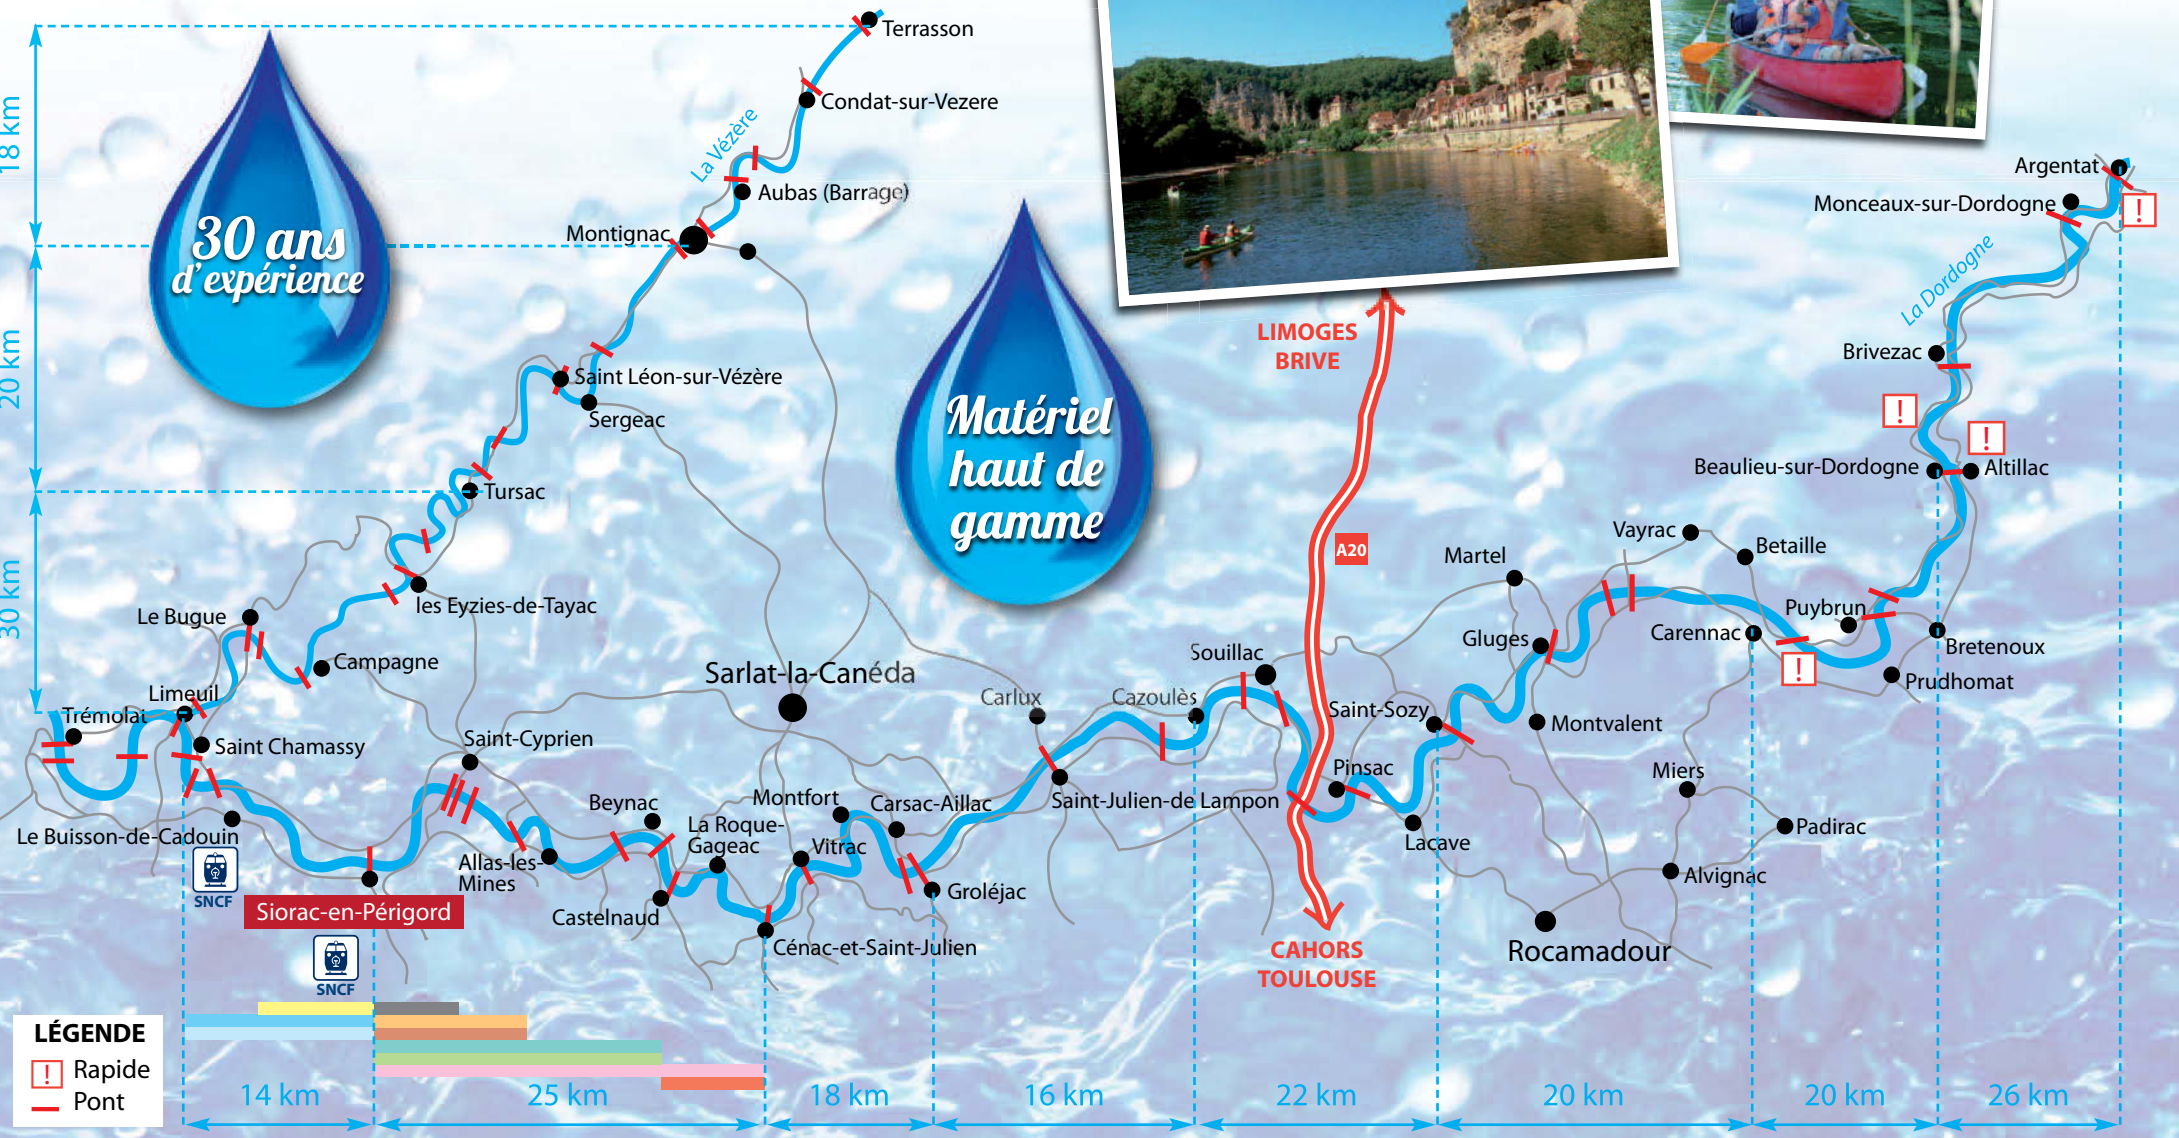 Terrasson
Condat-sur-Vezere
La Vézère
Aubas (Barrage)
Montignac
18 km
20 km
30 km
30 ans
d'expérience
Matériel
haut de
gamme
Saint Léon-sur-Vézère
Sergeac
Tursac
les Eyzies-de-Tayac
Le Bugue
Campagne
Limeuil
Trémolat
Saint Chamassy
Le Buisson-de-Cadouin
SNCF
Siorac-en-Périgord
SNCF
Saint-Cyprien
Allas-les-
Mines
Beynac
Castelnaud
La Roque-
Gageac
Montfort
Vitrac
Carsac-Aillac
Cénac-et-Saint-Julien
Groléjac
Sarlat-la-Canéda
Carlux
Cazoulès
Saint-Julien-de Lampon
Souillac
LIMOGES
BRIVE
A20
CAHORS
TOULOUSE
Pinsac
Lacave
Saint-Sozy
Martel
Gluges
Montvalent
Miers
Padirac
Alvignac
Rocamadour
Vayrac
Betaille
Carennac
Puybrun
Bretenoux
Prudhomat
Beaulieu-sur-Dordogne
Altillac
Brivezac
La Dordogne
Monceaux-sur-Dordogne
Argentat
!
!
!
!
LÉGENDE
! Rapide
Pont
14 km
25 km
18 km
16 km
22 km
20 km
20 km
26 km